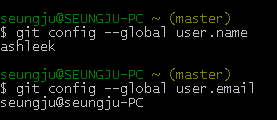 seungju@SEUNGJU-PC ~ (master)
$ git config --global user.name
ashleek
seungju@SEUNGJU-PC ~ (master)
$ git config --global user.email
seungju@seungju-PC